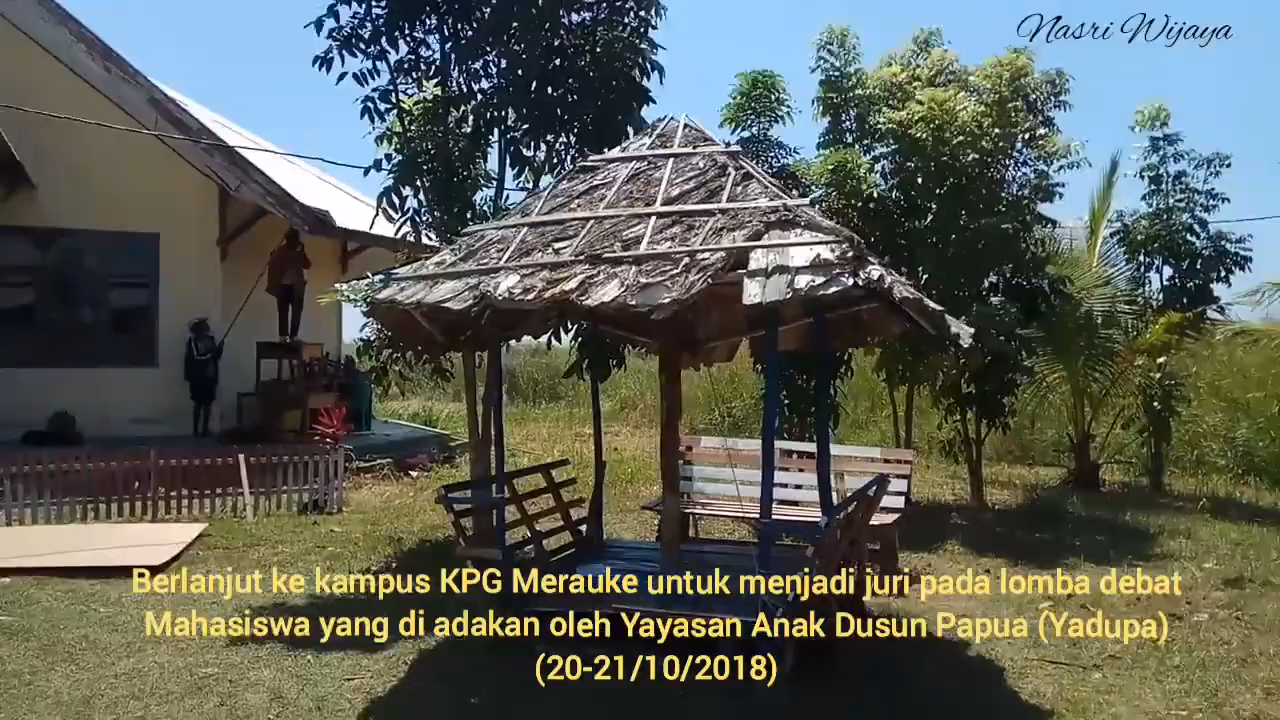 Nasri Wijaya
Berlanjut ke kampus KPG Merauke untuk menjadi juri pada lomba debat
Mahasiswa yang di adakan oleh Yayasan Anak Dusun Papua (Yadupa)
(20-21/10/2018)